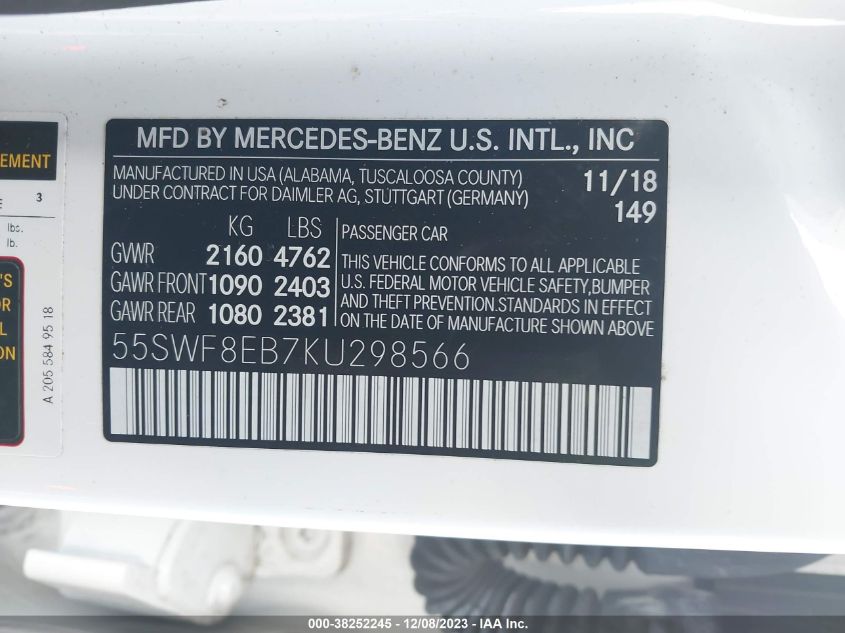 MFD BY MERCEDES-BENZ U.S. INTL., INC
MANUFACTURED IN USA (ALABAMA, TUSCALOOSA COUNTY) 11/18
UNDER CONTRACT FOR DAIMLER AG, STUTTGART (GERMANY) 149
KG LBS
GVWR 2160 4762
GAWR FRONT 1090 2403
GAWR REAR 1080 2381
PASSENGER CAR
THIS VEHICLE CONFORMS TO ALL APPLICABLE
U.S. FEDERAL MOTOR VEHICLE SAFETY,BUMPER
AND THEFT PREVENTION.STANDARDS IN EFFECT
ON THE DATE OF MANUFACTURE SHOWN ABOVE
55SWF8EB7KU298566
EMENT
3
lbs.
lb.
'S
OR
L
ON
A 205 584 95 18
000-38252245 - 12/08/2023 - IAA Inc.